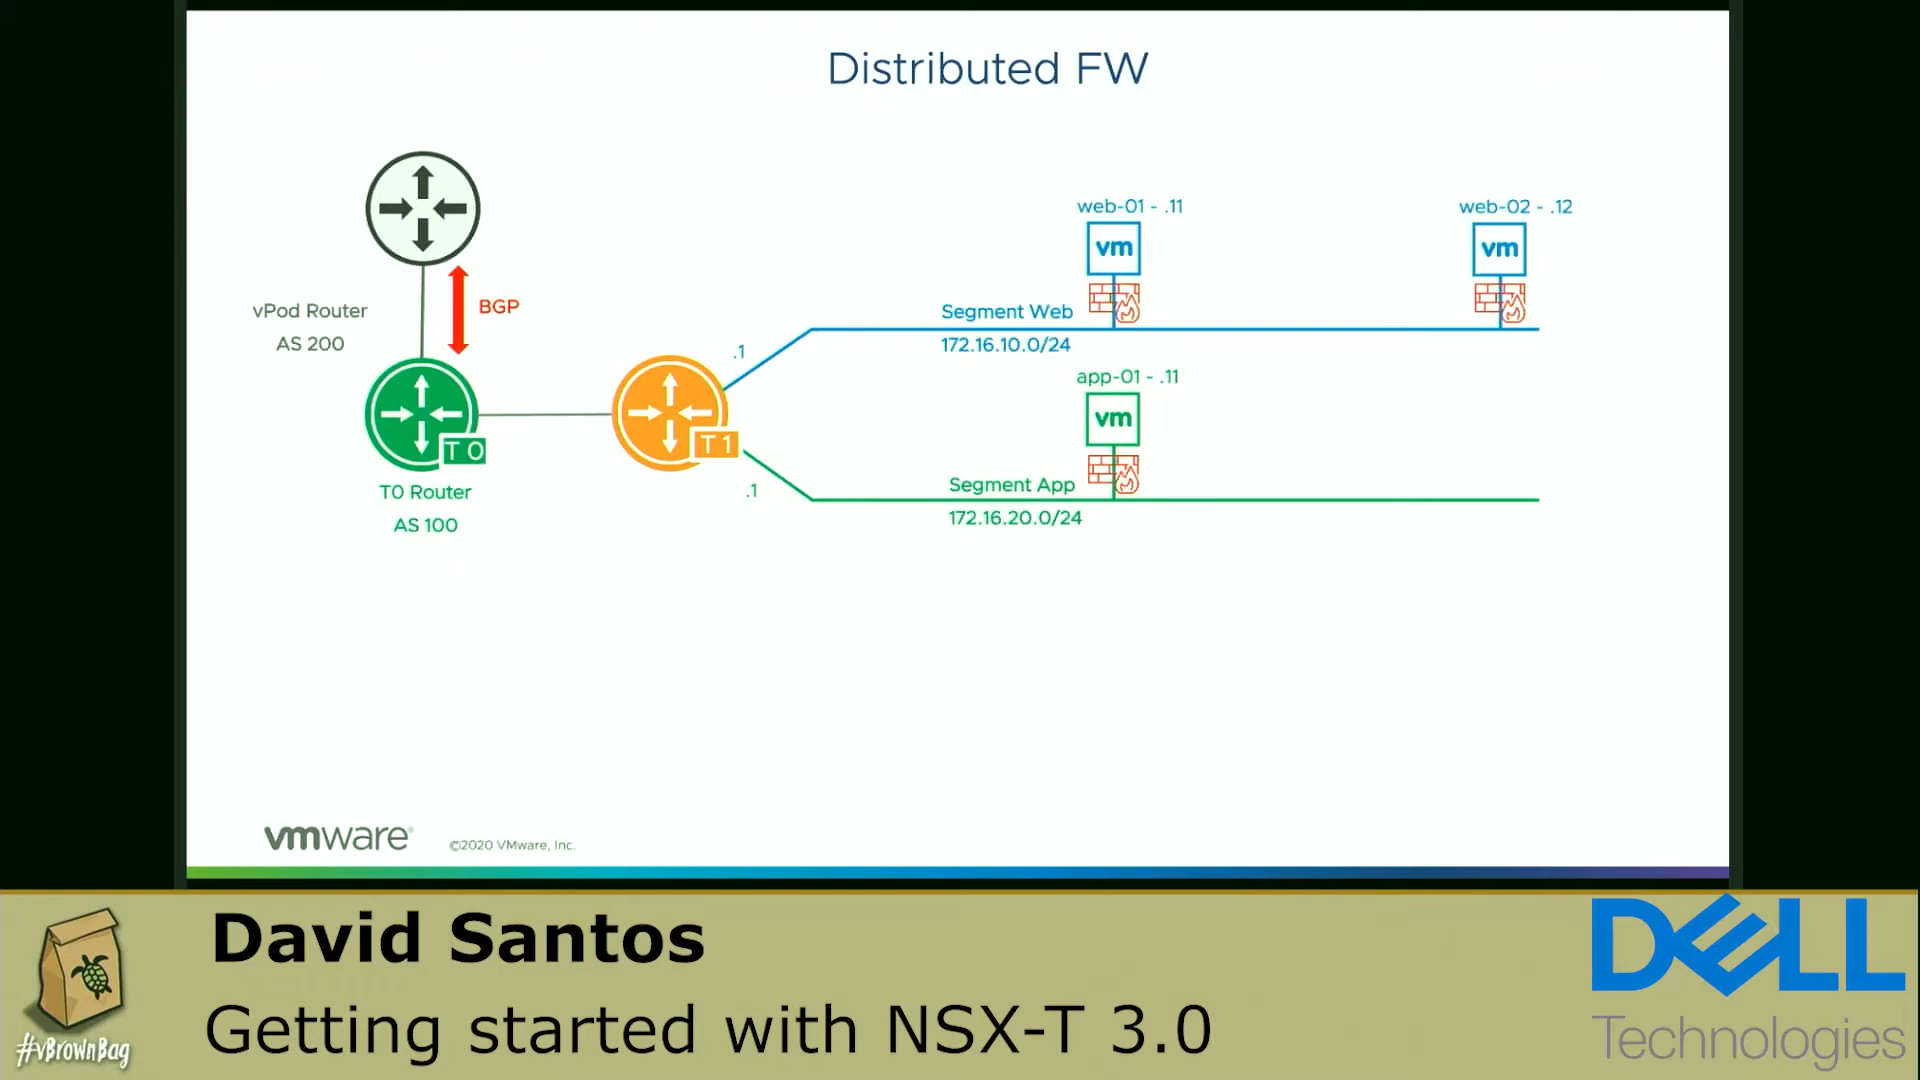 Distributed FW
web-01 - .11
web-02 - .12
vm
vm
BGP
vPod Router
AS 200
Segment Web
172.16.10.0/24
.1
app-01 - .11
vm
T0
T1
.1
Segment App
172.16.20.0/24
T0 Router
AS 100
vmware®
©2020 VMware, Inc.
David Santos
Getting started with NSX-T 3.0
#vBrownBag
DELL
Technologies